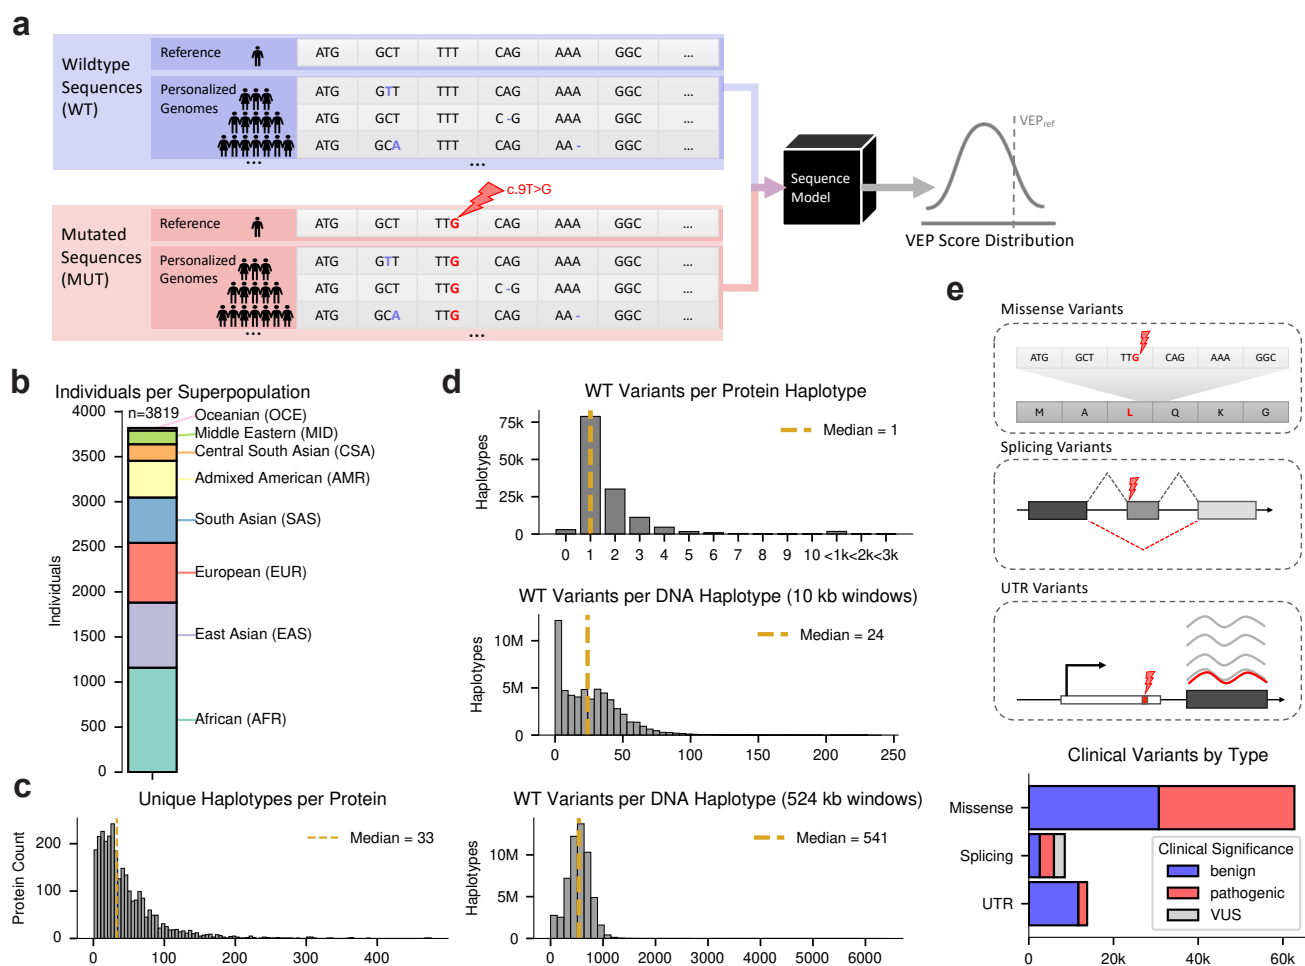 a
Wildtype
Sequences
(WT)
Reference
ATG GCT TTT CAG AAA GGC ...
Personalized
Genomes
ATG GTT TTT CAG AAA GGC ...
ATG GCT TTT C -G AAA GGC ...
ATG GCA TTT CAG AA - GGC ...
...
...
c.9T>G
Mutated
Sequences
(MUT)
Reference
ATG GCT TTG CAG AAA GGC ...
Personalized
Genomes
ATG GTT TTG CAG AAA GGC ...
ATG GCT TTG C -G AAA GGC ...
ATG GCA TTG CAG AA - GGC ...
...
...
Sequence
Model
VEPref
VEP Score Distribution
b
Individuals per Superpopulation
n=3819
Individuals
4000
3500
3000
2500
2000
1500
1000
500
0
Oceanian (OCE)
Middle Eastern (MID)
Central South Asian (CSA)
Admixed American (AMR)
South Asian (SAS)
European (EUR)
East Asian (EAS)
African (AFR)
c
Unique Haplotypes per Protein
Protein Count
200
100
0
Median = 33
0 100 200 300 400
d
WT Variants per Protein Haplotype
Haplotypes
75k
50k
25k
0
Median = 1
0 1 2 3 4 5 6 7 8 9 10 <1k<2k<3k
WT Variants per DNA Haplotype (10 kb windows)
Haplotypes
10M
5M
0
Median = 24
0 50 100 150 200 250
WT Variants per DNA Haplotype (524 kb windows)
Haplotypes
10M
5M
0
Median = 541
0 1000 2000 3000 4000 5000 6000
e
Missense Variants
ATG GCT TTG CAG AAA GGC
M A L Q K G
Splicing Variants
UTR Variants
Clinical Variants by Type
Missense
Splicing
UTR
Clinical Significance
benign
pathogenic
VUS
0 20k 40k 60k